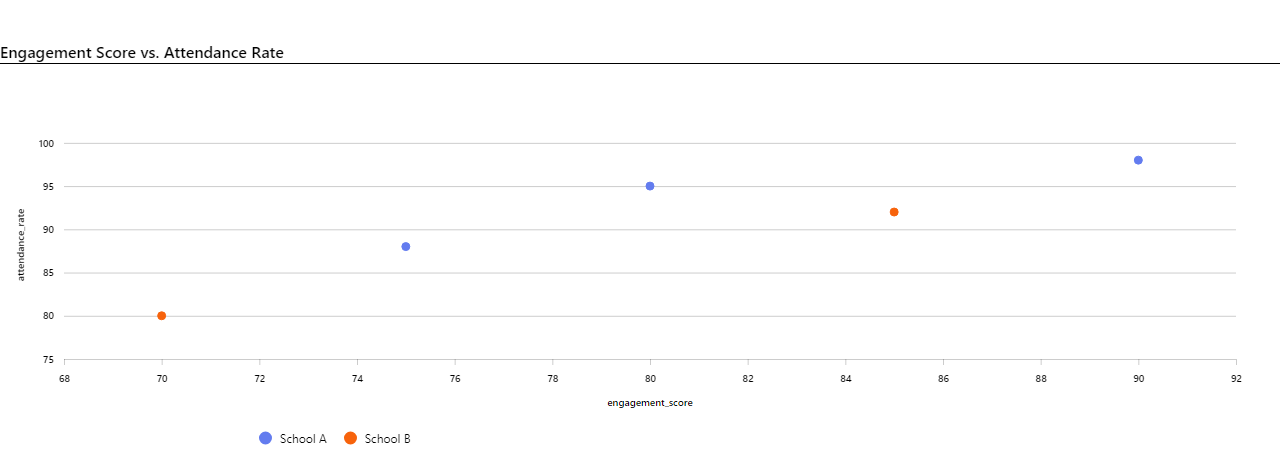 Engagement Score vs. Attendance Rate
100
95
90
85
80
75
attendance_rate
68 70 72 74 76 78 80 82 84 86 88 90 92
engagement_score
School A School B